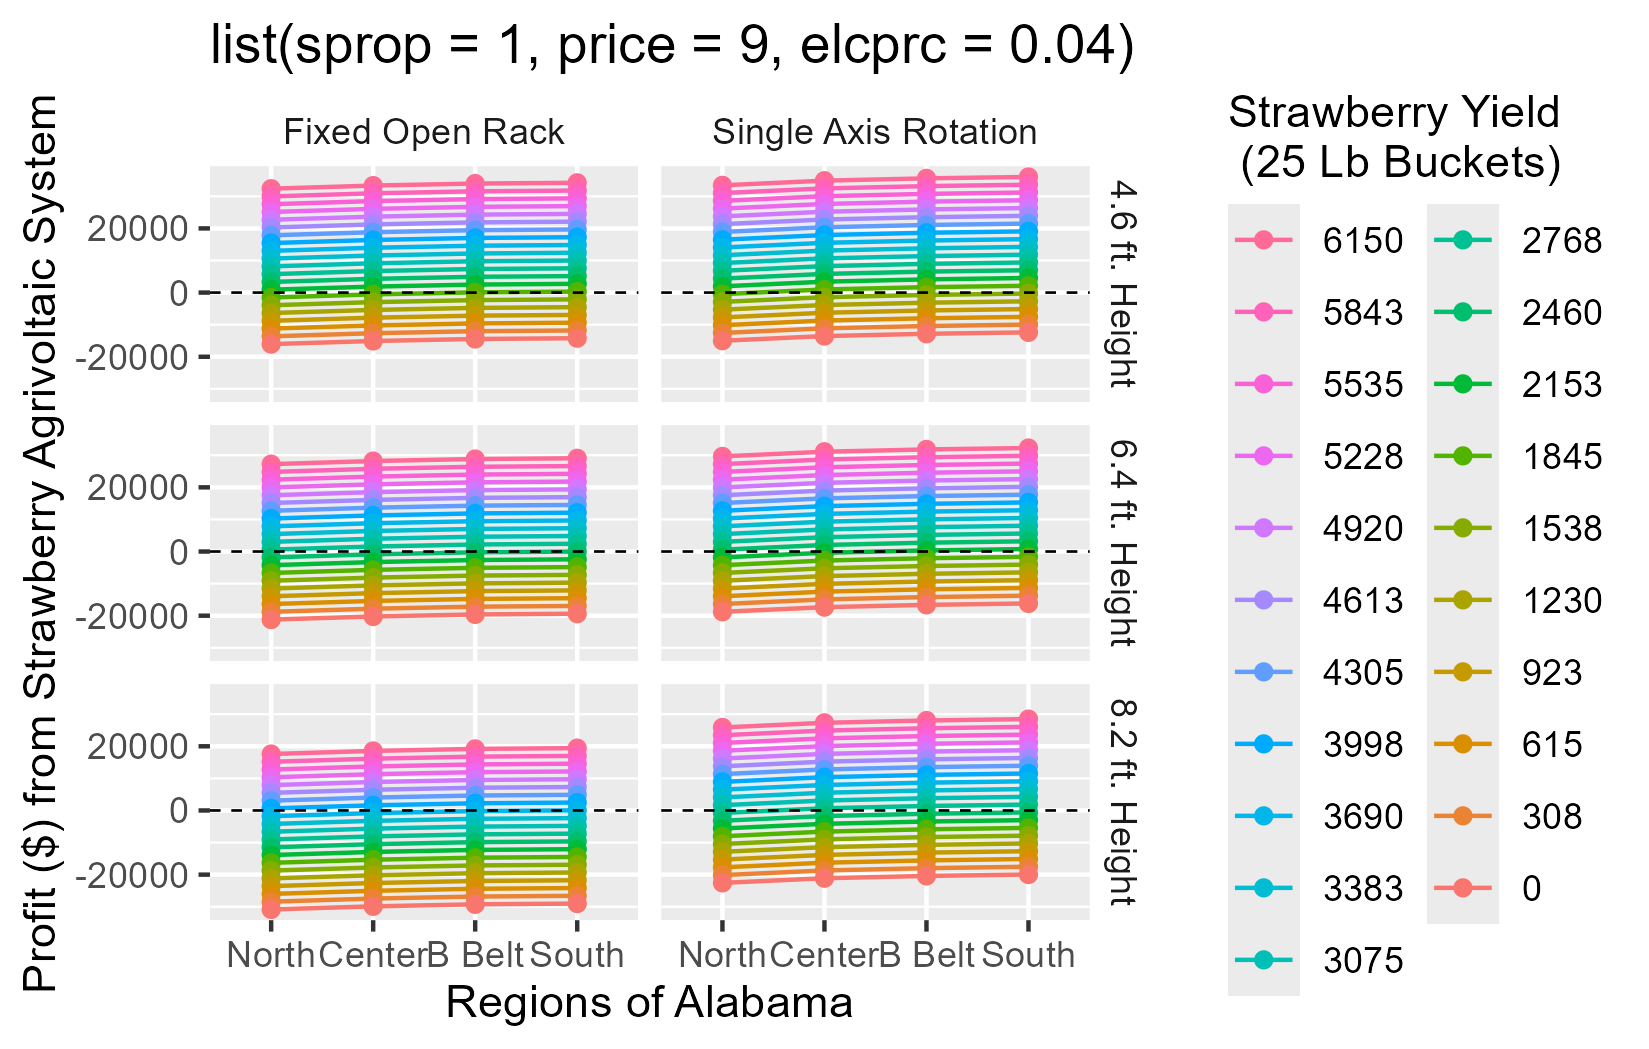 list(sprop = 1, price = 9, elcprc = 0.04)
Profit ($) from Strawberry Agrivoltaic System
Fixed Open Rack
Single Axis Rotation
20000
0
-20000
4.6 ft. Height
20000
0
-20000
6.4 ft. Height
20000
0
-20000
8.2 ft. Height
North Center B Belt South
North Center B Belt South
Regions of Alabama
Strawberry Yield
(25 Lb Buckets)
6150
5843
5535
5228
4920
4613
4305
3998
3690
3383
3075
2768
2460
2153
1845
1538
1230
923
615
308
0